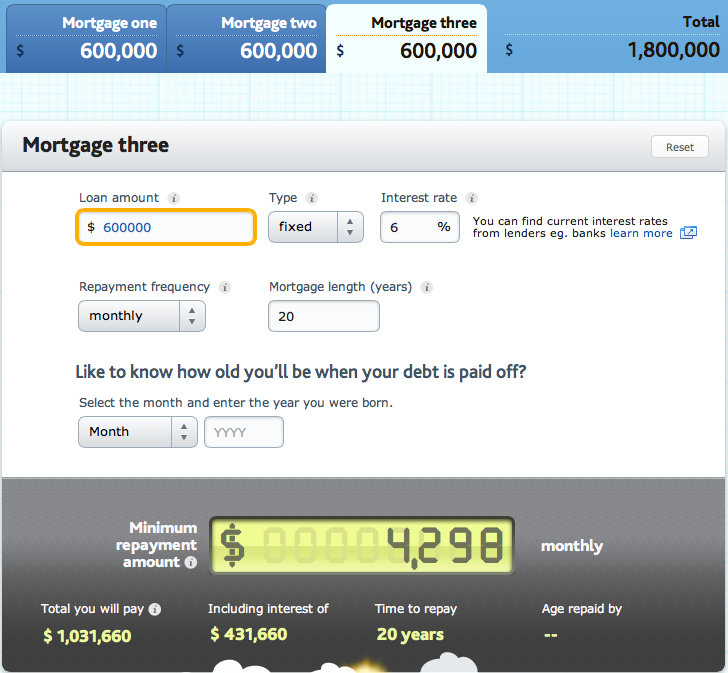 Mortgage one
$ 600,000
Mortgage two
$ 600,000
Mortgage three
$ 600,000
Total
$ 1,800,000
Mortgage three
Reset
Loan amount i
$ 600000
Type i
fixed
Interest rate i
6 %
You can find current interest rates
from lenders eg. banks learn more
Repayment frequency i
monthly
Mortgage length (years) i
20
Like to know how old you'll be when your debt is paid off?
Select the month and enter the year you were born.
Month
YYYY
Minimum
repayment
amount i
$ 00004,298
monthly
Total you will pay i
$ 1,031,660
Including interest of
$ 431,660
Time to repay
20 years
Age repaid by
--